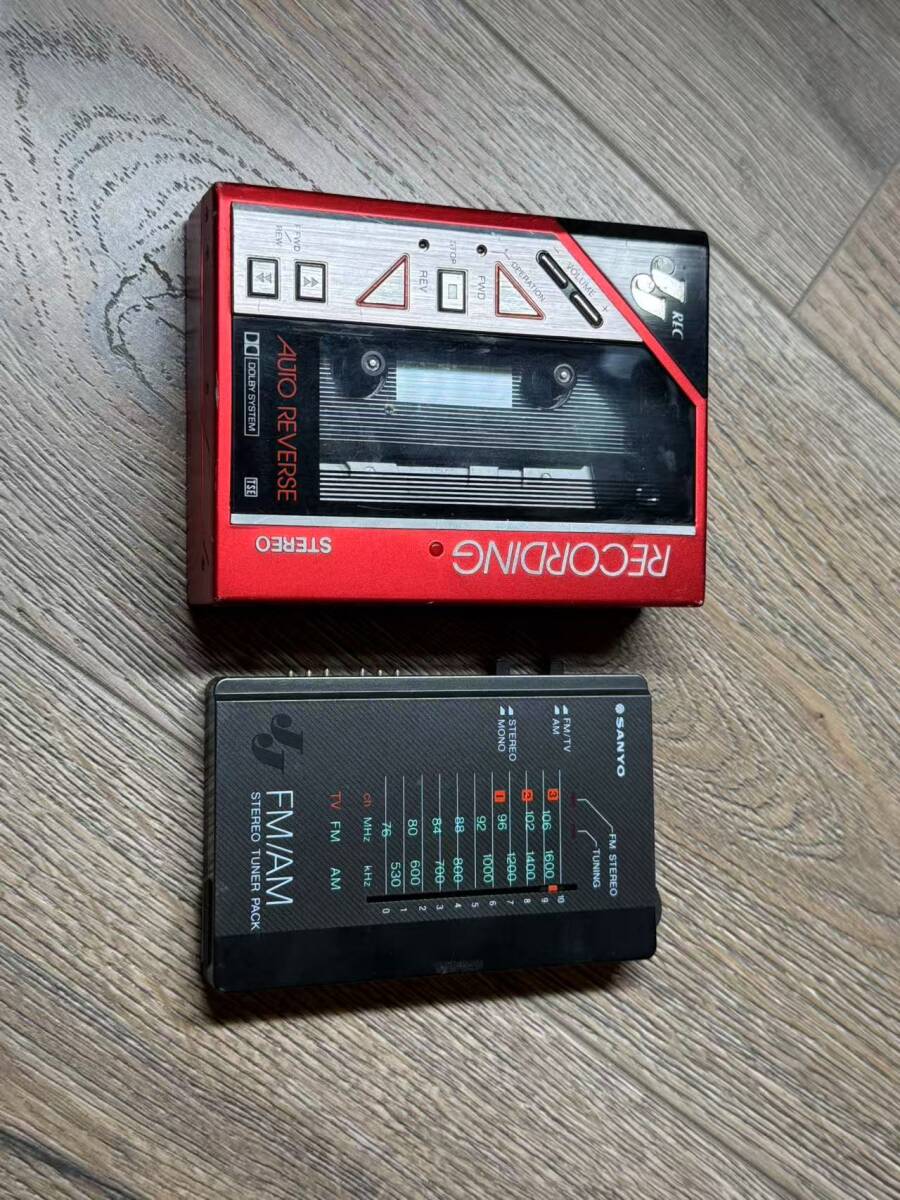 REC
VOLUME
- +
OPERATION
FWD
STOP
REV
F FWD
/
REW
AUTO REVERSE
DOLBY SYSTEM
TSE
RECORDING
STEREO
SANYO
FM/TV
AM
STEREO
MONO
FM STEREO
TUNING
3 106 1600 10
9
2 102 1400 8
1200 7
1 96 1000 6
92 5
88 800 4
84 700 3
80 600 2
530 1
76 0
ch MHz kHz
TV FM AM
FM/AM
STEREO TUNER PACK